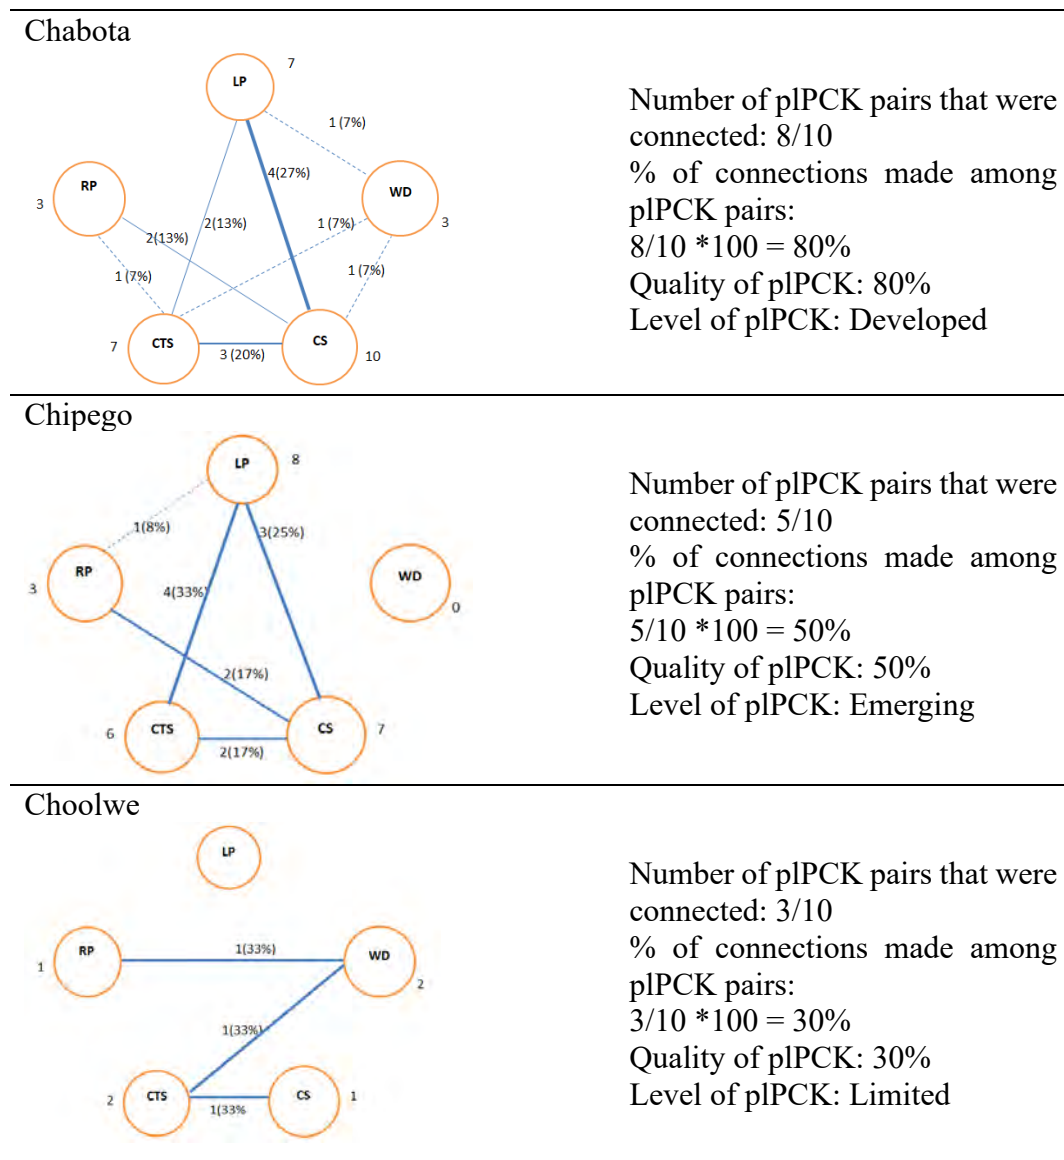 Chabota
LP
7
1 (7%)
4(27%)
RP
3
WD
3
2(13%)
2(13%)
1 (7%)
1 (7%)
1 (7%)
CTS
7
3 (20%)
CS
10
Number of plPCK pairs that were
connected: 8/10
% of connections made among
plPCK pairs:
8/10 *100 = 80%
Quality of plPCK: 80%
Level of plPCK: Developed
Chipego
LP
8
1(8%)
3(25%)
RP
3
WD
0
4(33%)
2(17%)
CTS
6
2(17%)
CS
7
Number of plPCK pairs that were
connected: 5/10
% of connections made among
plPCK pairs:
5/10 *100 = 50%
Quality of plPCK: 50%
Level of plPCK: Emerging
Choolwe
LP
RP
1
1(33%)
WD
2
1(33%)
CTS
2
1(33%
CS
1
Number of plPCK pairs that were
connected: 3/10
% of connections made among
plPCK pairs:
3/10 *100 = 30%
Quality of plPCK: 30%
Level of plPCK: Limited